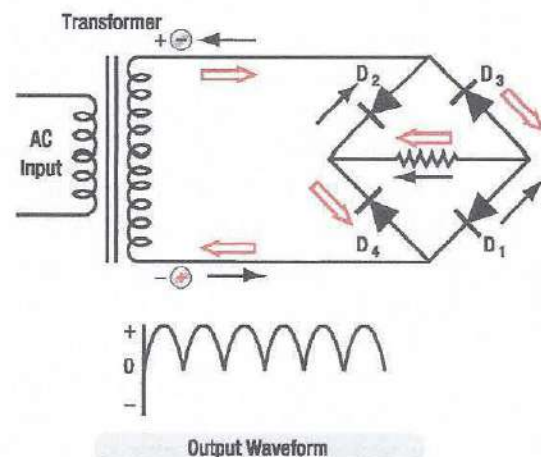 Transformer
+ −
D2
D3
AC
Input
D4
D1
− +
+
0
−
Output Waveform